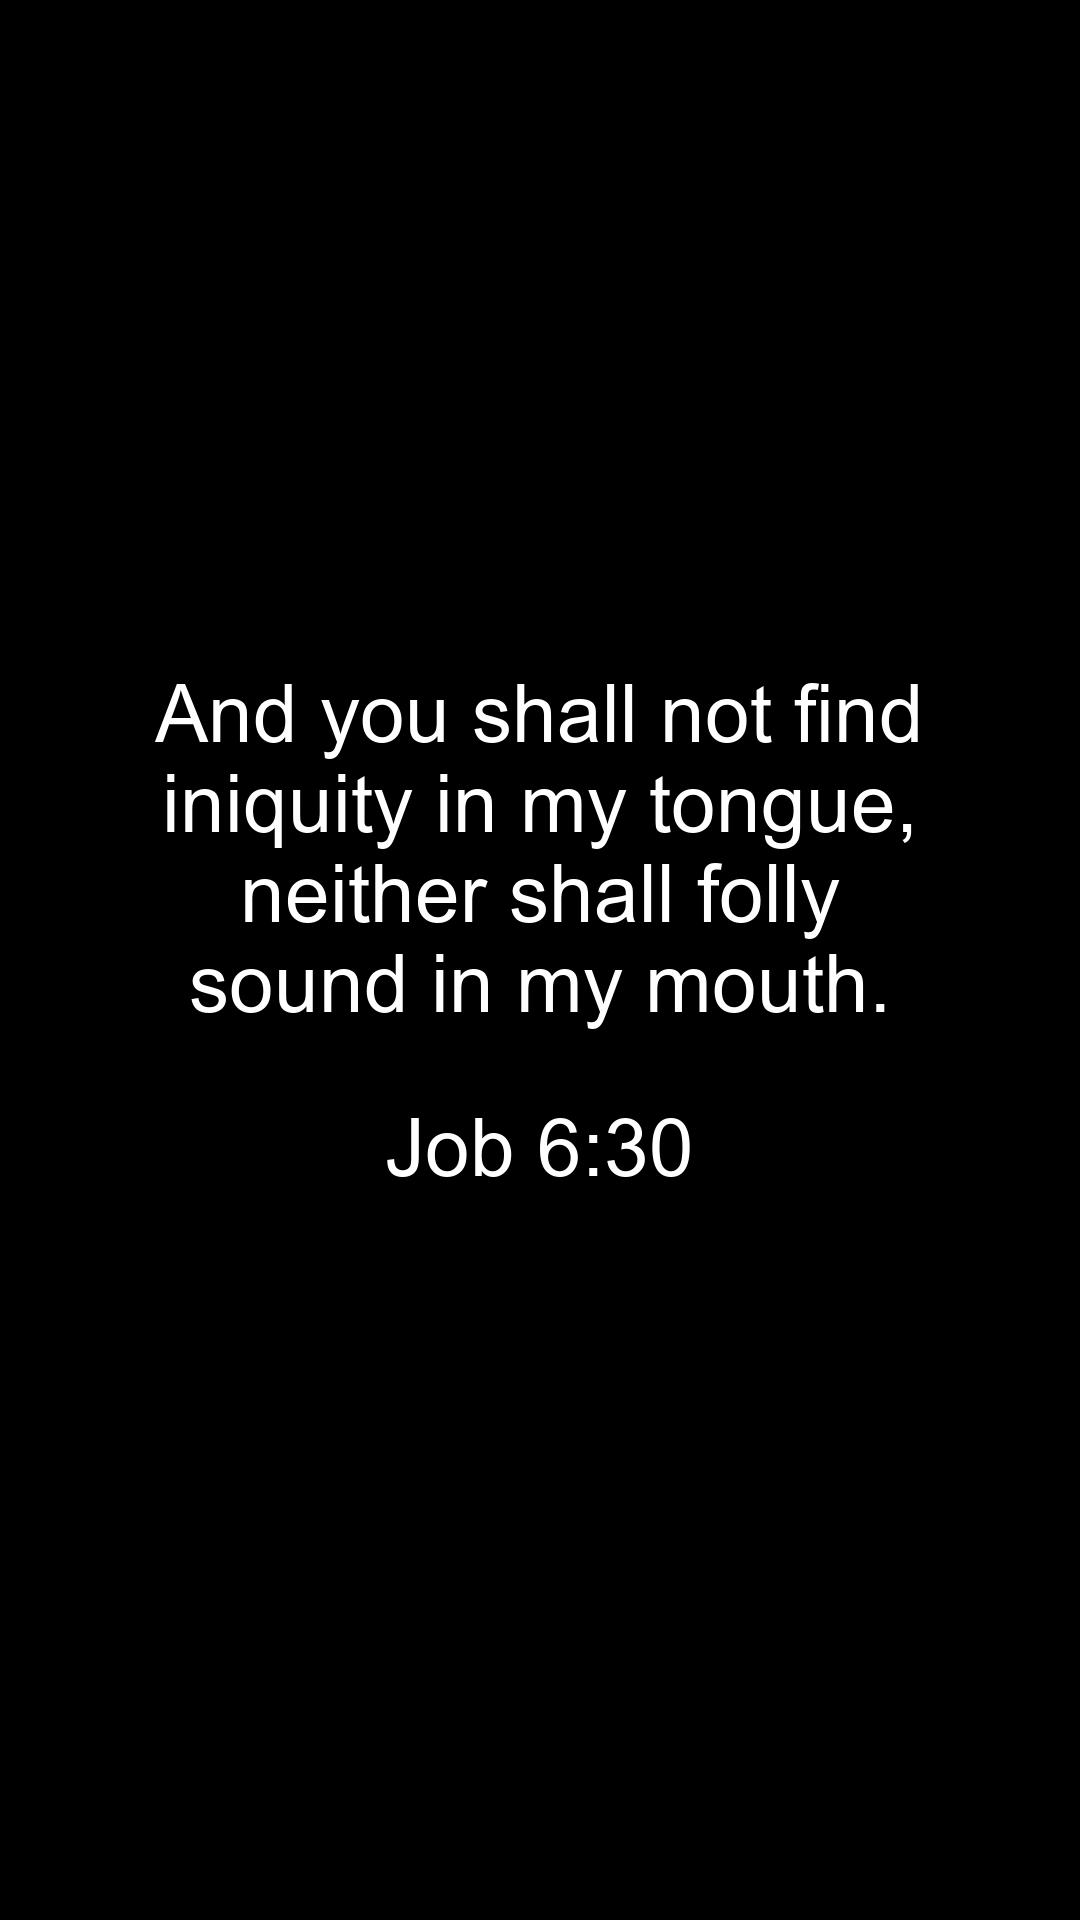 And you shall not find
iniquity in my tongue,
neither shall folly
sound in my mouth.
Job 6:30